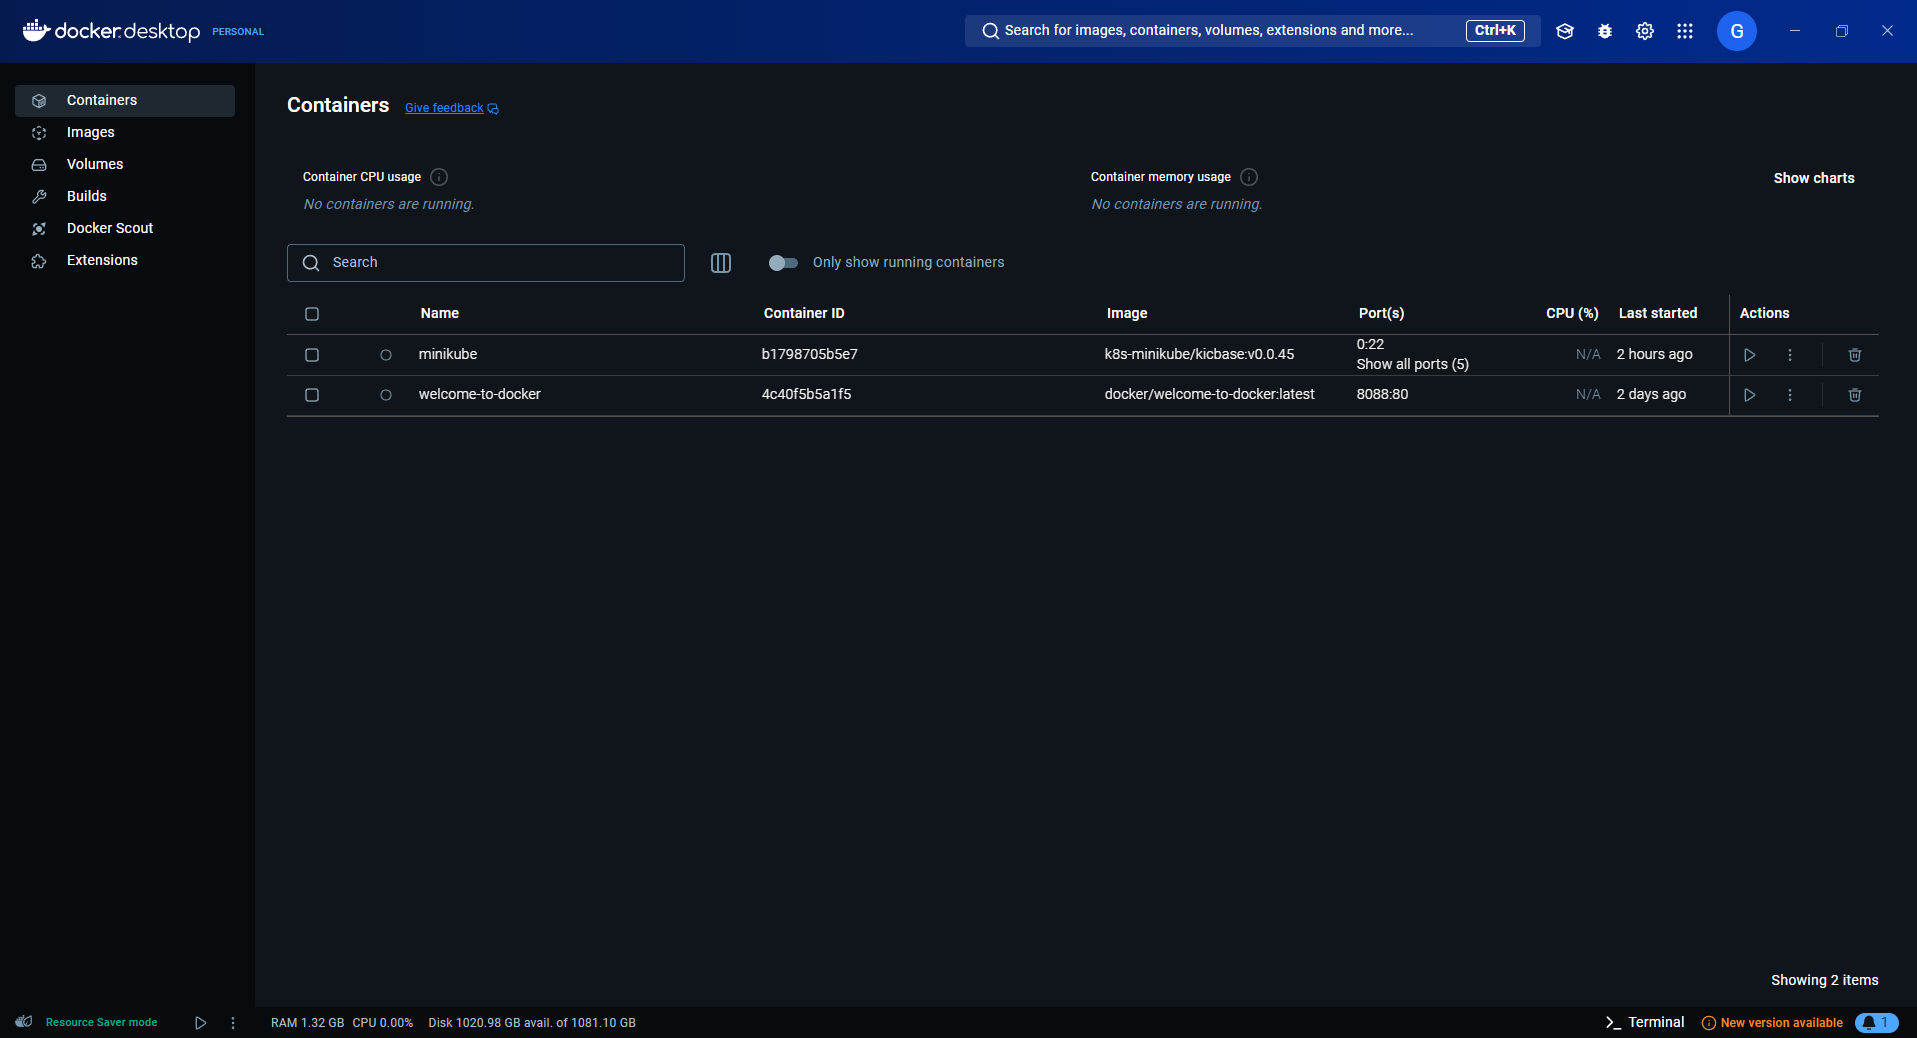 docker desktop PERSONAL
Search for images, containers, volumes, extensions and more... Ctrl+K
G
Containers
Images
Volumes
Builds
Docker Scout
Extensions
Containers Give feedback
Container CPU usage
No containers are running.
Container memory usage
No containers are running.
Show charts
Search
Only show running containers
Name Container ID Image Port(s) CPU (%) Last started Actions
minikube b1798705b5e7 k8s-minikube/kicbase:v0.0.45 0:22 N/A 2 hours ago
Show all ports (5)
welcome-to-docker 4c40f5b5a1f5 docker/welcome-to-docker:latest 8088:80 N/A 2 days ago
Showing 2 items
Resource Saver mode RAM 1.32 GB CPU 0.00% Disk 1020.98 GB avail. of 1081.10 GB Terminal New version available 1